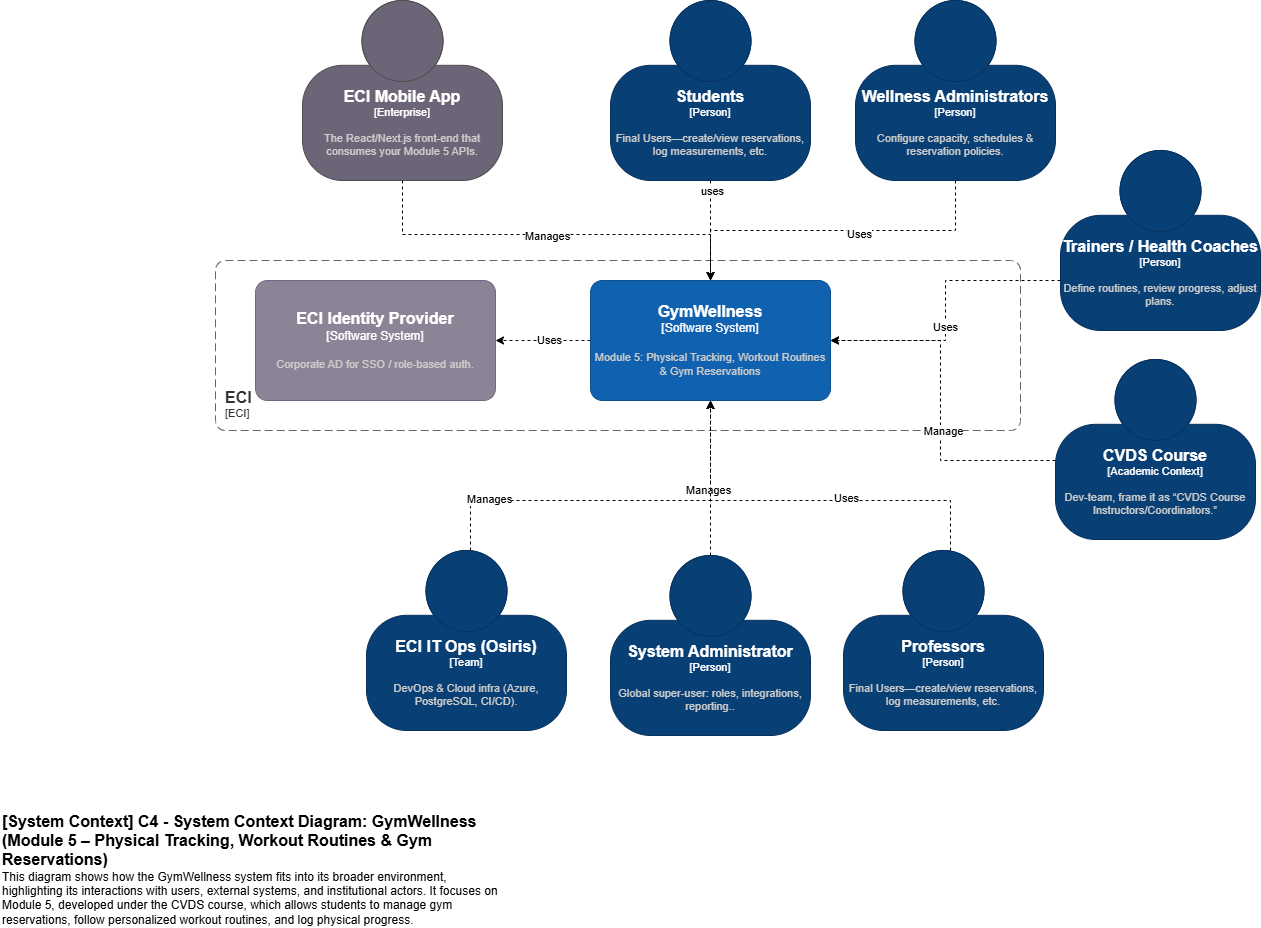 ECI Mobile App
[Enterprise]
The React/Next.js front-end that
consumes your Module 5 APIs.
Students
[Person]
Final Users—create/view reservations,
log measurements, etc.
Wellness Administrators
[Person]
Configure capacity, schedules &
reservation policies.
uses
Manages
Uses
Trainers / Health Coaches
[Person]
Define routines, review progress, adjust
plans.
ECI Identity Provider
[Software System]
Corporate AD for SSO / role-based auth.
Uses
GymWellness
[Software System]
Module 5: Physical Tracking, Workout Routines
& Gym Reservations
Uses
ECI
[ECI]
Manage
CVDS Course
[Academic Context]
Dev-team, frame it as “CVDS Course
Instructors/Coordinators.”
Manages
Manages
Uses
ECI IT Ops (Osiris)
[Team]
DevOps & Cloud infra (Azure,
PostgreSQL, CI/CD).
System Administrator
[Person]
Global super-user: roles, integrations,
reporting..
Professors
[Person]
Final Users—create/view reservations,
log measurements, etc.
[System Context] C4 - System Context Diagram: GymWellness
(Module 5 – Physical Tracking, Workout Routines & Gym
Reservations)
This diagram shows how the GymWellness system fits into its broader environment,
highlighting its interactions with users, external systems, and institutional actors. It focuses on
Module 5, developed under the CVDS course, which allows students to manage gym
reservations, follow personalized workout routines, and log physical progress.